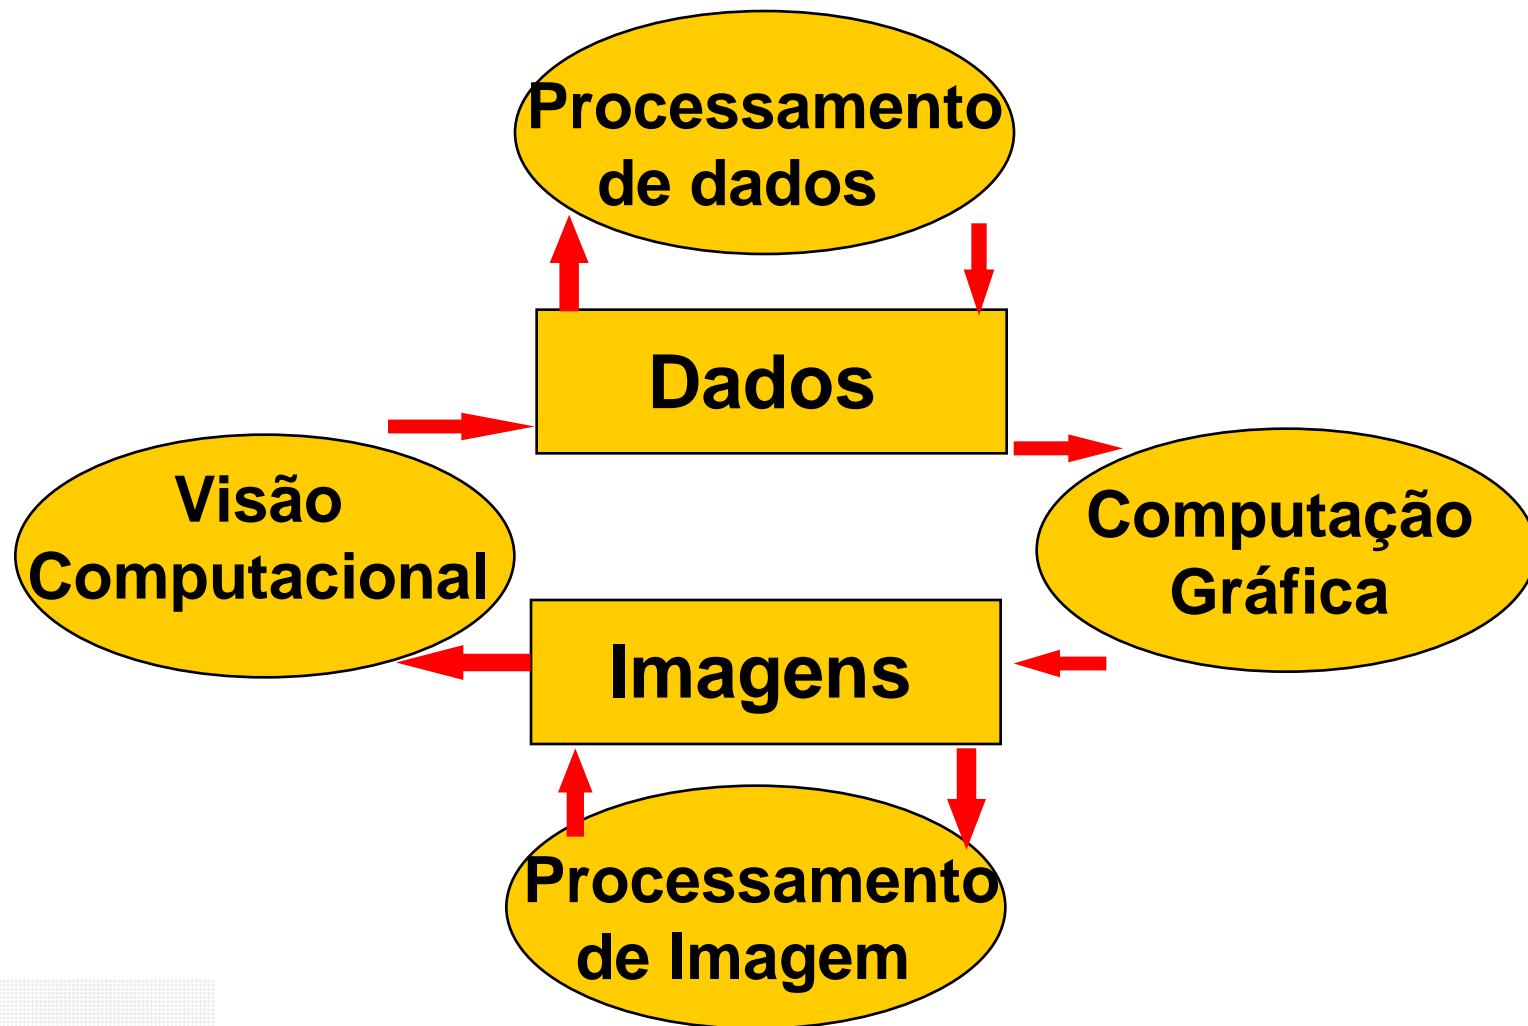 Processamento
de dados
Dados
Visão
Computacional
Computação
Gráfica
Imagens
Processamento
de Imagem